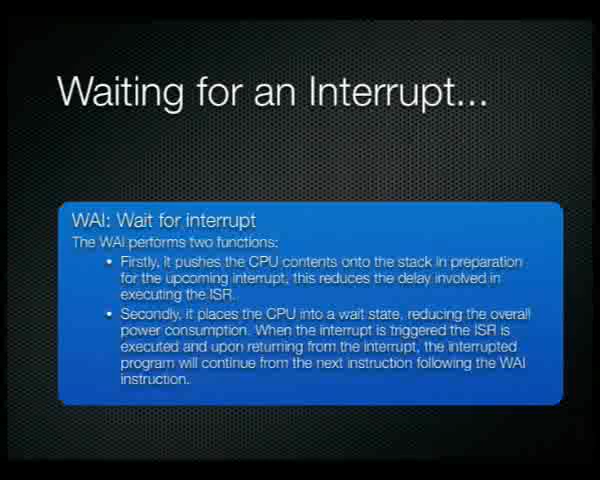 Waiting for an Interrupt...
WAI: Wait for interrupt
The WAI performs two functions:
• Firstly, it pushes the CPU contents onto the stack in preparation
for the upcoming interrupt, this reduces the delay involved in
executing the ISR.
• Secondly, it places the CPU into a wait state, reducing the overall
power consumption. When the interrupt is triggered the ISR is
executed and upon returning from the interrupt, the interrupted
program will continue from the next instruction following the WAI
instruction.